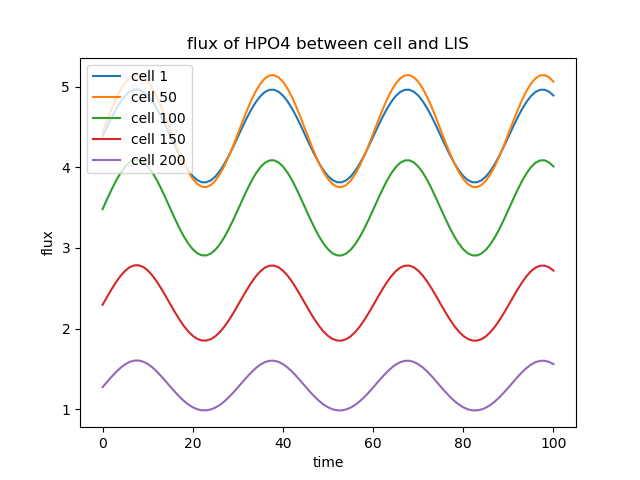 flux of HPO4 between cell and LIS
cell 1
cell 50
cell 100
cell 150
cell 200
5
4
3
2
1
flux
0 20 40 60 80 100
time